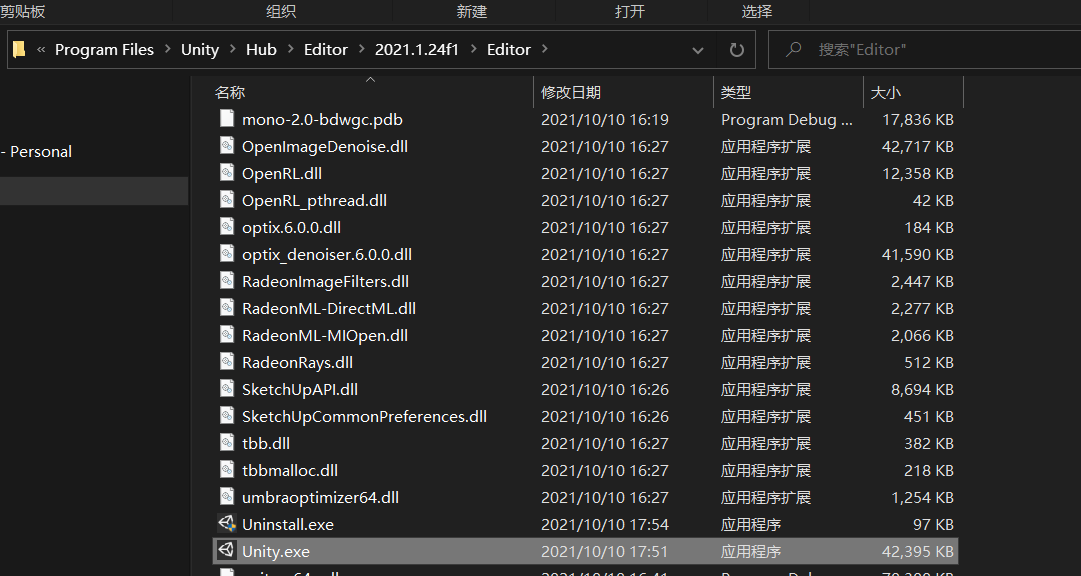 剪贴板 组织 新建 打开 选择
« Program Files > Unity > Hub > Editor > 2021.1.24f1 > Editor > 搜索"Editor"
名称 修改日期 类型 大小
mono-2.0-bdwgc.pdb 2021/10/10 16:19 Program Debug ... 17,836 KB
- Personal
OpenImageDenoise.dll 2021/10/10 16:27 应用程序扩展 42,717 KB
OpenRL.dll 2021/10/10 16:27 应用程序扩展 12,358 KB
OpenRL_pthread.dll 2021/10/10 16:27 应用程序扩展 42 KB
optix.6.0.0.dll 2021/10/10 16:27 应用程序扩展 184 KB
optix_denoiser.6.0.0.dll 2021/10/10 16:27 应用程序扩展 41,590 KB
RadeonImageFilters.dll 2021/10/10 16:27 应用程序扩展 2,447 KB
RadeonML-DirectML.dll 2021/10/10 16:27 应用程序扩展 2,277 KB
RadeonML-MIOpen.dll 2021/10/10 16:27 应用程序扩展 2,066 KB
RadeonRays.dll 2021/10/10 16:27 应用程序扩展 512 KB
SketchUpAPI.dll 2021/10/10 16:26 应用程序扩展 8,694 KB
SketchUpCommonPreferences.dll 2021/10/10 16:26 应用程序扩展 451 KB
tbb.dll 2021/10/10 16:27 应用程序扩展 382 KB
tbbmalloc.dll 2021/10/10 16:27 应用程序扩展 218 KB
umbraoptimizer64.dll 2021/10/10 16:27 应用程序扩展 1,254 KB
Uninstall.exe 2021/10/10 17:54 应用程序 97 KB
Unity.exe 2021/10/10 17:51 应用程序 42,395 KB